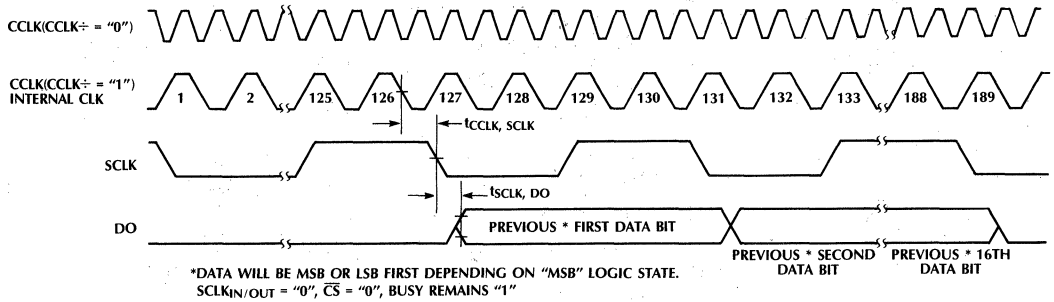 CCLK(CCLK÷ = “0”)
CCLK(CCLK÷ = “1”)
INTERNAL CLK
1 2 125 126 127 128 129 130 131 132 133 188 189
tCCLK, SCLK
SCLK
tSCLK, DO
DO
PREVIOUS * FIRST DATA BIT
PREVIOUS * SECOND
DATA BIT
PREVIOUS * 16TH
DATA BIT
*DATA WILL BE MSB OR LSB FIRST DEPENDING ON “MSB” LOGIC STATE.
SCLKIN/OUT = “0”, C̅S̅ = “0”, BUSY REMAINS “1”